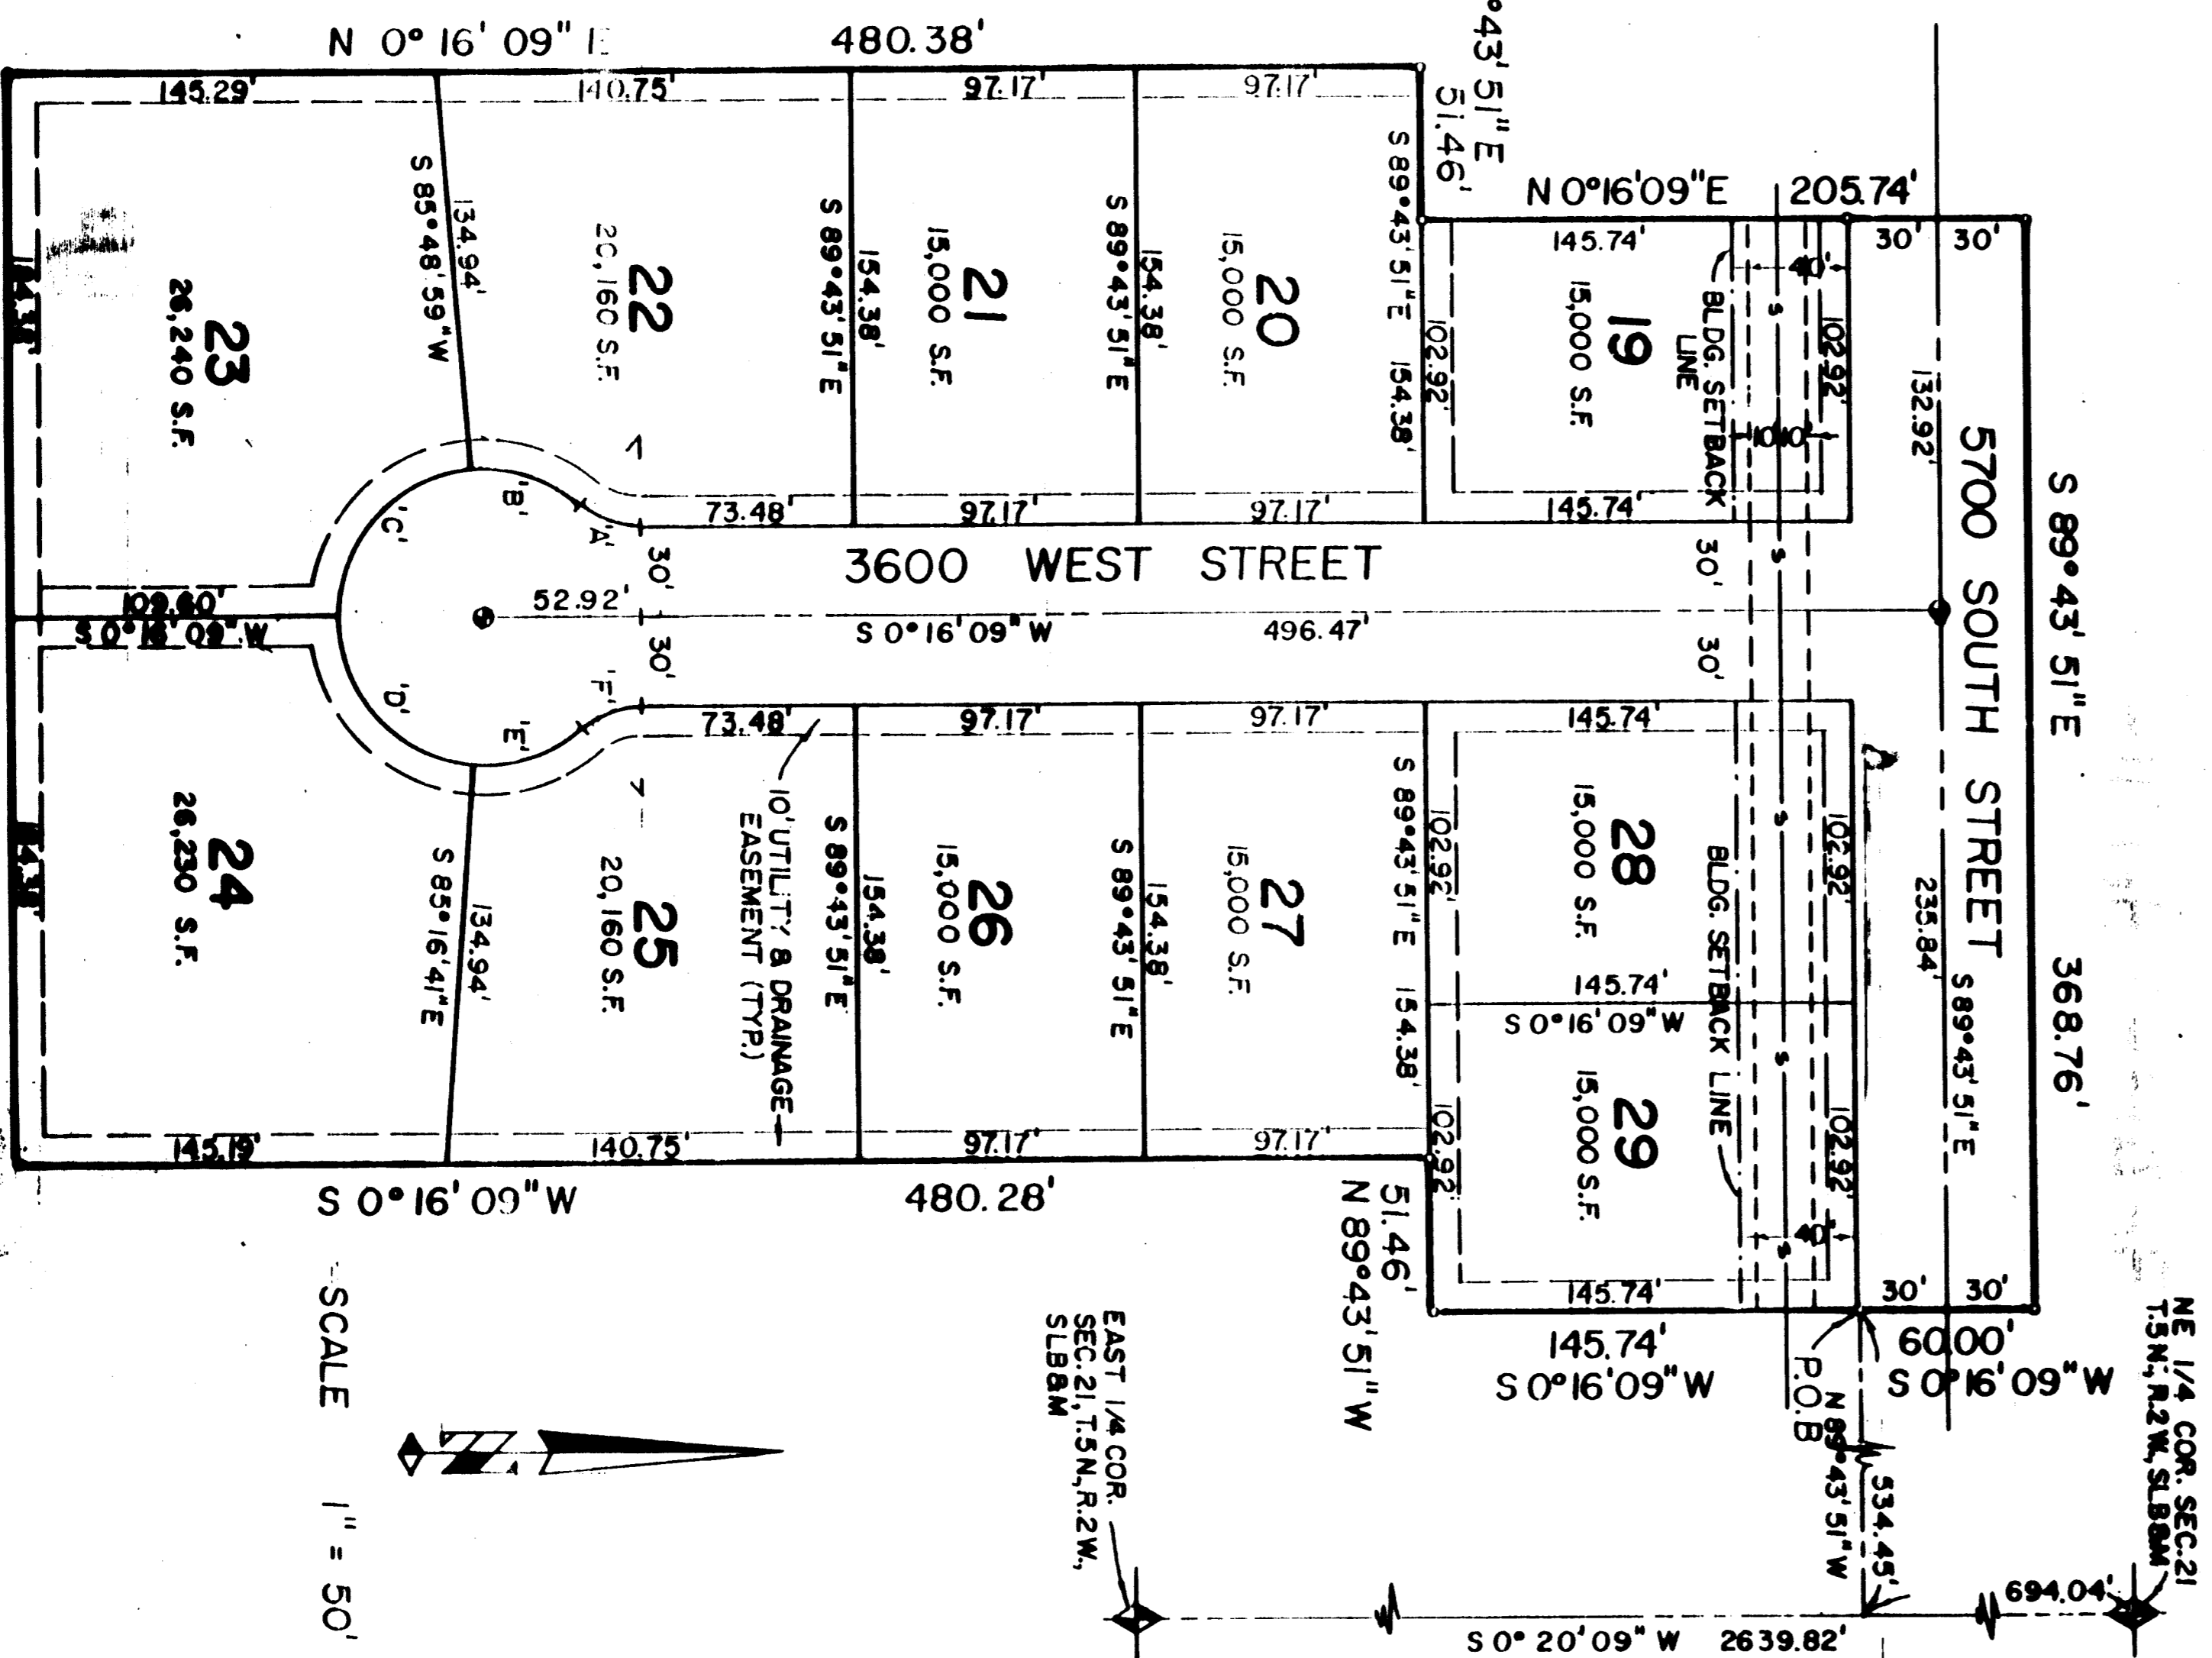 N 0° 16' 09" E
480.38'
°43'51"E
51.46'
N 0°16'09"E
205.74'
145.29'
140.75'
97.17'
97.17'
145.74'
30'
30'
S 89°43'51"E
368.76'
5700 SOUTH STREET
S 89°43'51"E
132.92'
235.84'
40'
102.92'
10'
10'
BLDG. SETBACK
LINE
19
15,000 S.F.
102.92'
145.74'
S 89°43'51"E 154.38'
20
15,000 S.F.
97.17'
154.38'
S 89°43'51"E
21
15,000 S.F.
97.17'
154.38'
S 89°43'51"E
22
20,160 S.F.
73.48'
134.94'
S 85°48'59"W
23
26,240 S.F.
'A'
'B'
'C'
'D'
'E'
'F'
109.60'
S 0°16'09"W
3600 WEST STREET
52.92'
S 0°16'09"W
496.47'
30'
30'
30'
30'
S
S
S
S
S
24
26,230 S.F.
134.94'
S 85°16'41"E
25
20,160 S.F.
73.48'
10' UTILITY & DRAINAGE
EASEMENT (TYP.)
154.38'
S 89°43'51"E
26
15,000 S.F.
97.17'
154.38'
S 89°43'51"E
27
15,000 S.F.
97.17'
S 89°43'51"E 154.38'
28
15,000 S.F.
145.74'
102.92'
102.92'
145.74'
S 0°16'09"W
BLDG. SETBACK LINE
29
15,000 S.F.
102.92'
102.92'
40'
145.74'
30'
30'
145.19'
140.75'
97.17'
97.17'
S 0°16'09"W
480.28'
51.46'
N 89°43'51"W
145.74'
S 0°16'09"W
60.00'
S 0°16'09"W
P.O.B
N 89°43'51"W
534.45'
NE 1/4 COR. SEC.21
T.5N., R.2W., SLB&M
694.04'
EAST 1/4 COR.
SEC.21, T.5N., R.2W.,
SLB&M
S 0° 20'09" W 2639.82'
SCALE 1" = 50'